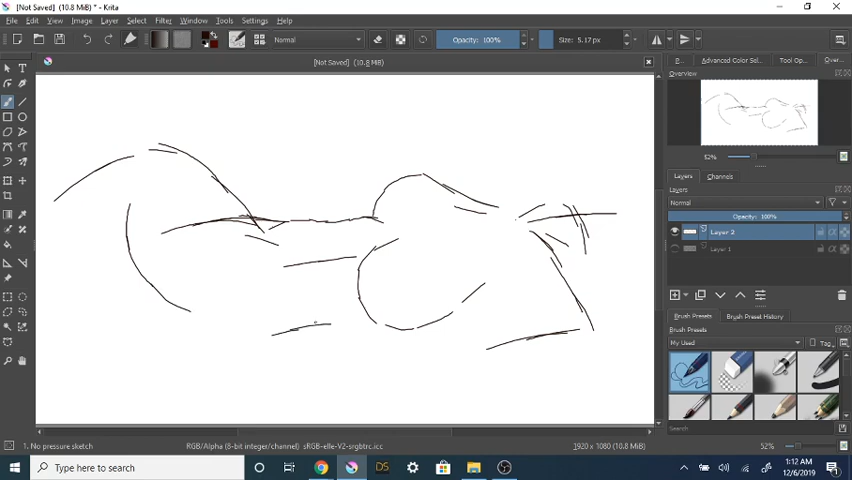 [Not Saved] (10.8 MiB) * - Krita
File Edit View Image Layer Select Filter Window Tools Settings Help
Normal Opacity: 100% Size: 5.17 px
[Not Saved] (10.8 MiB)
P... Advanced Color Sel... Tool Op... Over...
Overview
52%
Layers Channels
Layers
Normal
Opacity: 100%
Layer 2
Layer 1
Brush Presets Brush Preset History
Brush Presets
My Used Tag
Search
1. No pressure sketch RGB/Alpha (8-bit integer/channel) sRGB-elle-V2-srgbtrc.icc 1920 x 1080 (10.8 MiB) 52%
Type here to search DS 1:12 AM
12/6/2019